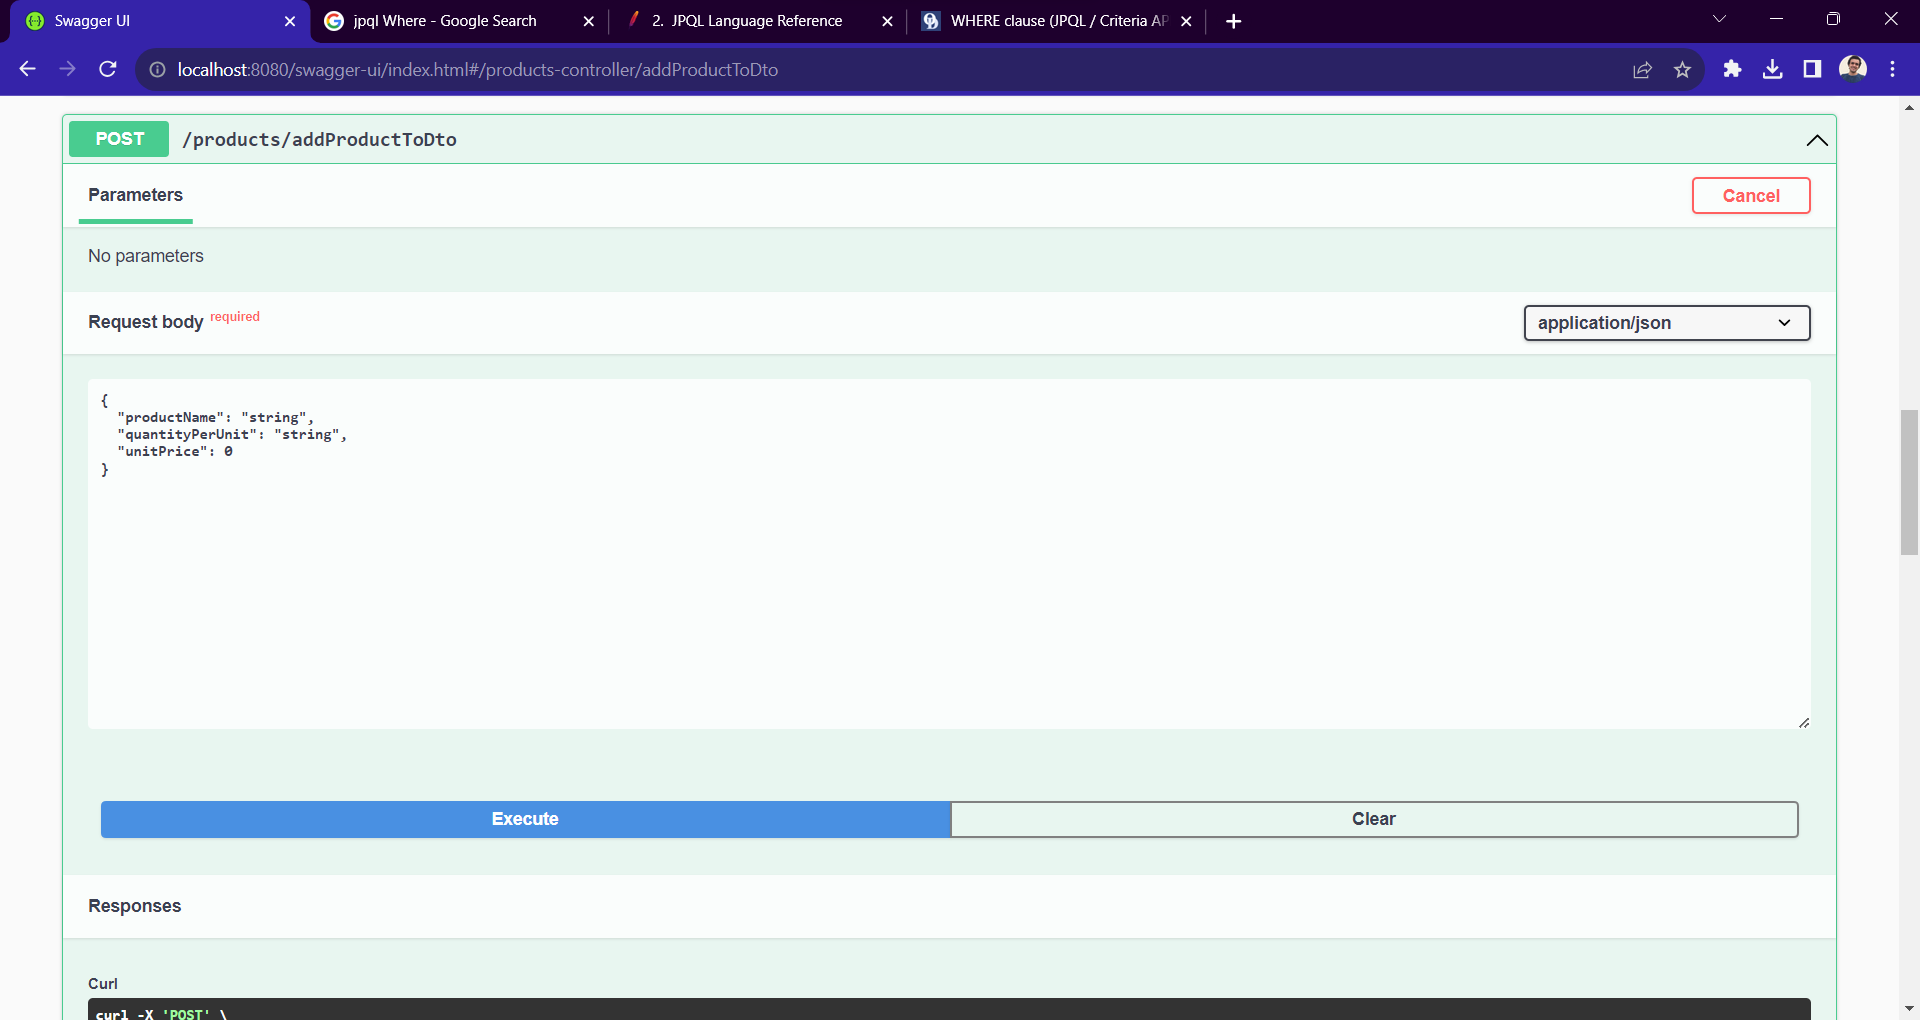 Swagger UI
jpql Where - Google Search
2. JPQL Language Reference
WHERE clause (JPQL / Criteria AP
localhost:8080/swagger-ui/index.html#/products-controller/addProductToDto
POST /products/addProductToDto
Parameters
Cancel
No parameters
Request body required
application/json
{
"productName": "string",
"quantityPerUnit": "string",
"unitPrice": 0
}
Execute
Clear
Responses
Curl
curl -X 'POST' \